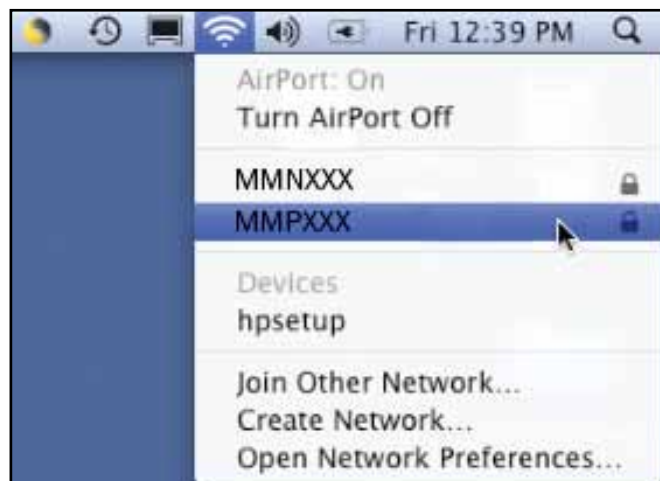 Fri 12:39 PM
AirPort: On
Turn AirPort Off
MMNXXX
MMPXXX
Devices
hpsetup
Join Other Network...
Create Network...
Open Network Preferences...